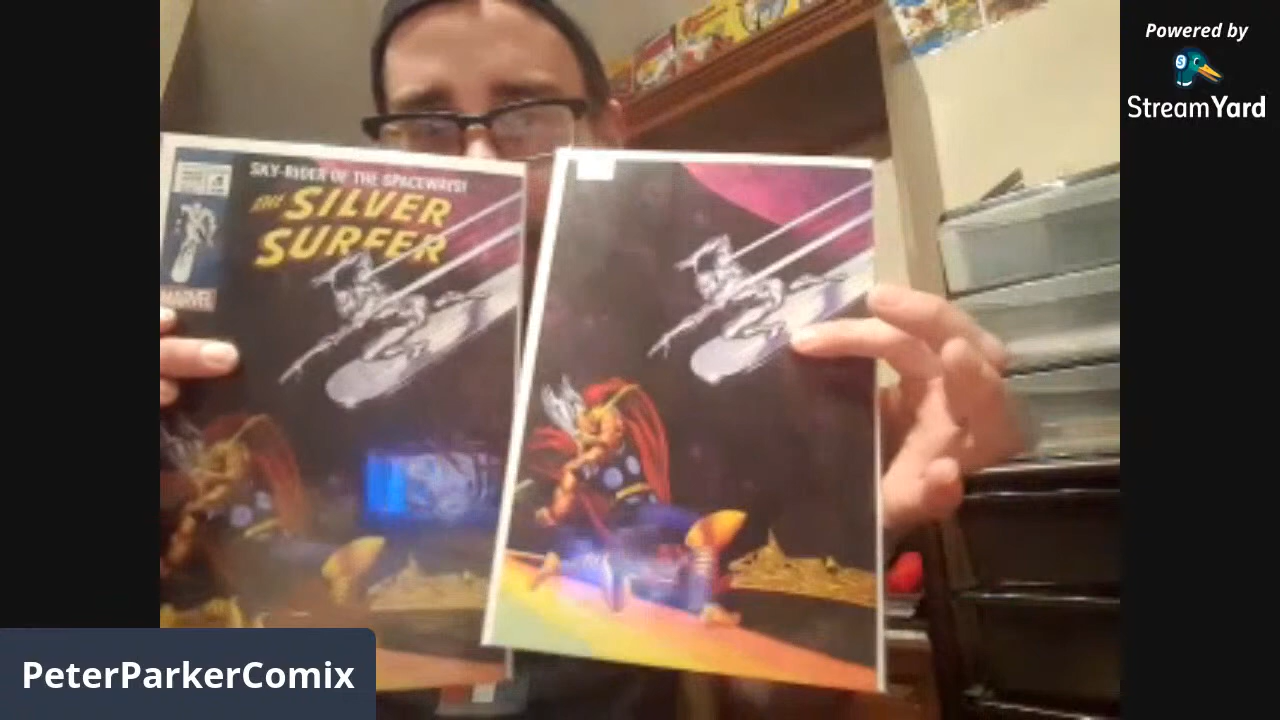 Powered by
StreamYard
SKY-RIDER OF THE SPACEWAYS!
THE SILVER
SURFER
MARVEL
PeterParkerComix